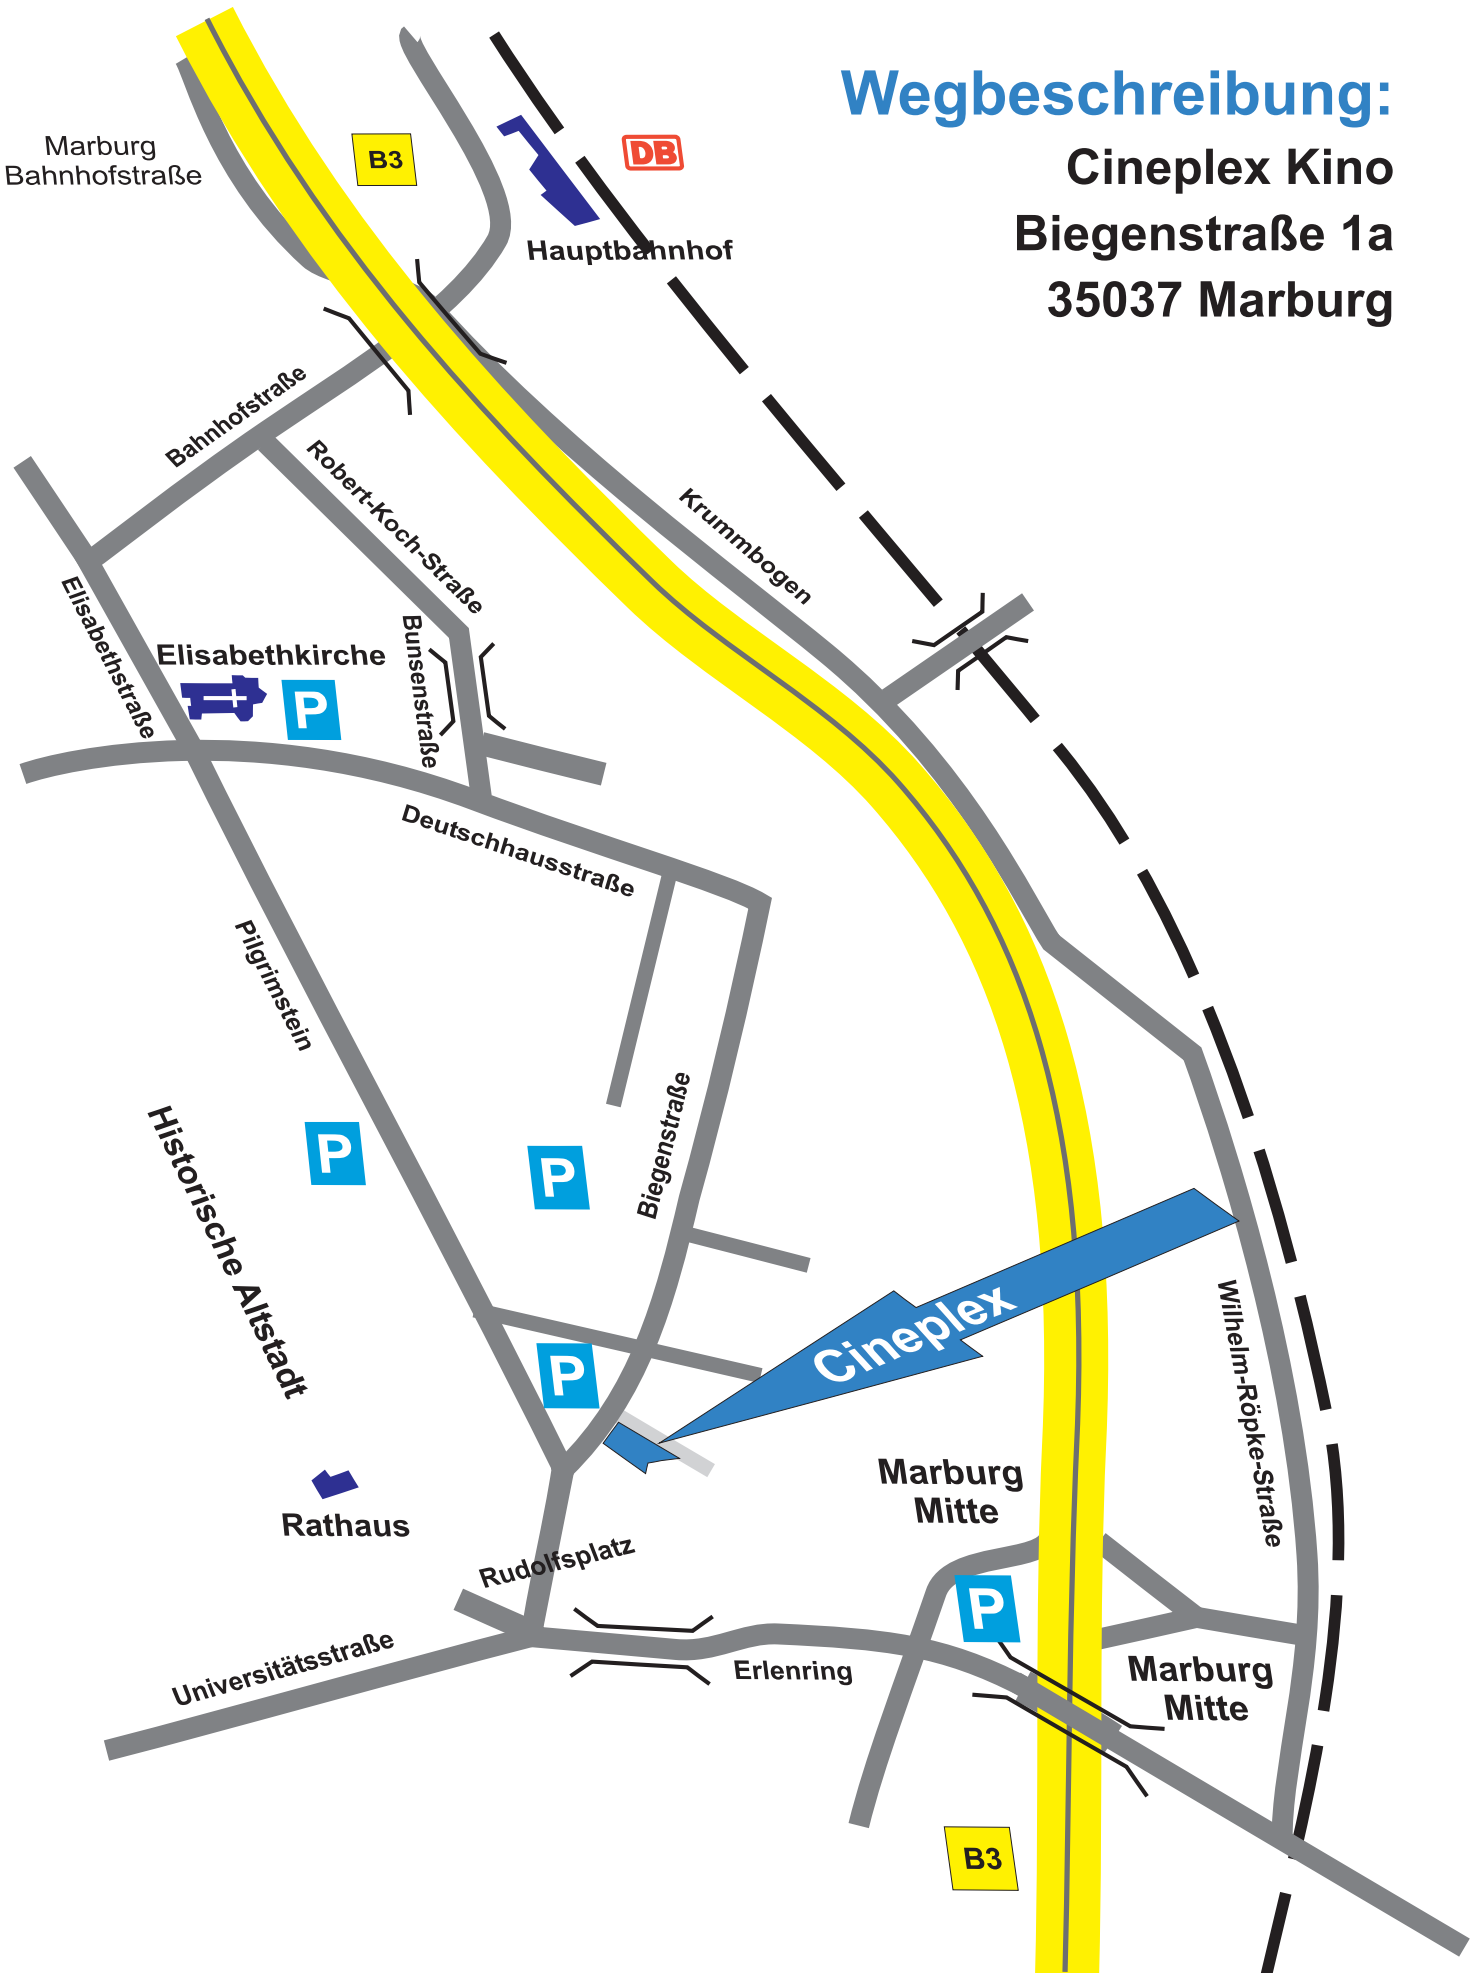 Wegbeschreibung:
Cineplex Kino
Biegenstraße 1a
35037 Marburg
Marburg
Bahnhofstraße
B3
DB
Hauptbahnhof
Bahnhofstraße
Robert-Koch-Straße
Krummbogen
Elisabethstraße
Elisabethkirche
P
Bunsenstraße
Deutschhausstraße
Pilgrimstein
Biegenstraße
Historische Altstadt
P
P
Cineplex
Wilhelm-Röpke-Straße
P
Marburg
Mitte
Rathaus
Rudolfsplatz
P
Universitätsstraße
Erlenring
Marburg
Mitte
B3